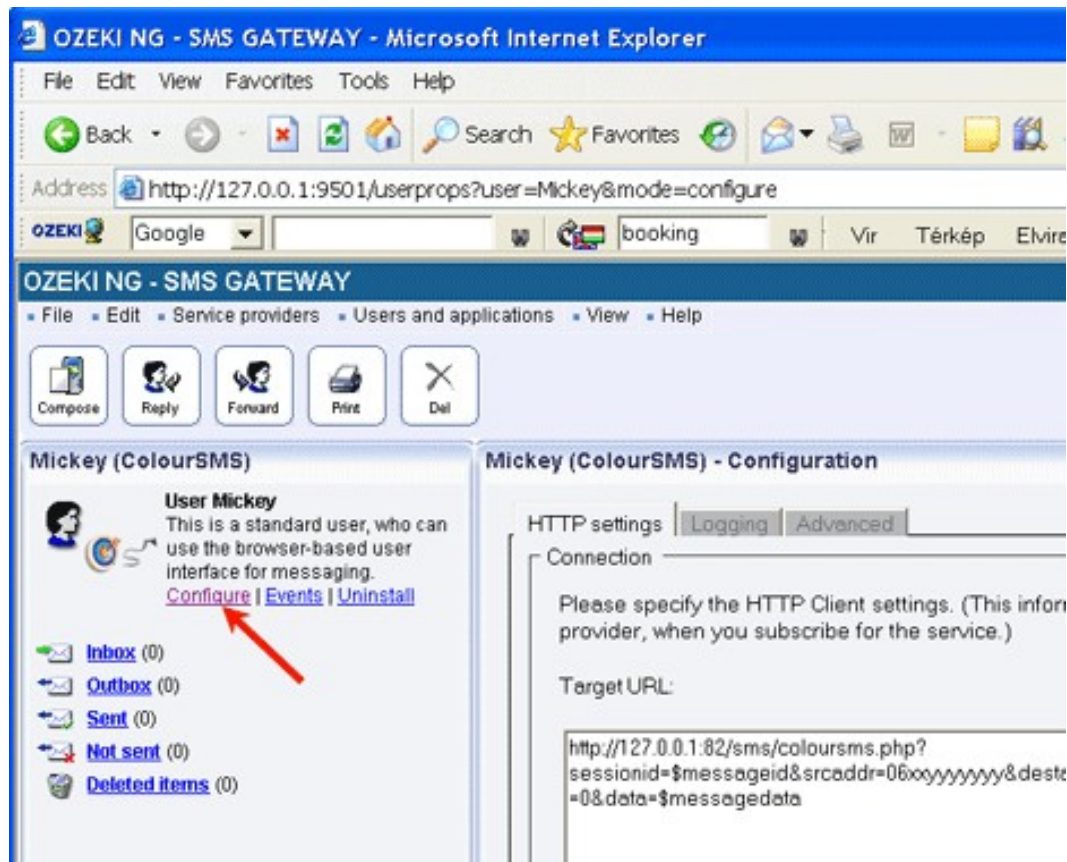 OZEKI NG - SMS GATEWAY - Microsoft Internet Explorer
File Edit View Favorites Tools Help
Back Search Favorites
Address http://127.0.0.1:9501/userprops?user=Mickey&mode=configure
OZEKI Google booking Vir Térkép Elvira
OZEKI NG - SMS GATEWAY
File Edit Service providers Users and applications View Help
Compose Reply Forward Print Del
Mickey (ColourSMS)
User Mickey
This is a standard user, who can
use the browser-based user
interface for messaging.
Configure | Events | Uninstall
Inbox (0)
Outbox (0)
Sent (0)
Not sent (0)
Deleted items (0)
Mickey (ColourSMS) - Configuration
HTTP settings Logging Advanced
Connection
Please specify the HTTP Client settings. (This infor
provider, when you subscribe for the service.)
Target URL:
http://127.0.0.1:82/sms/coloursms.php?
sessionid=$messageid&srcaddr=06xxyyyyyyy&desta
=0&data=$messagedata